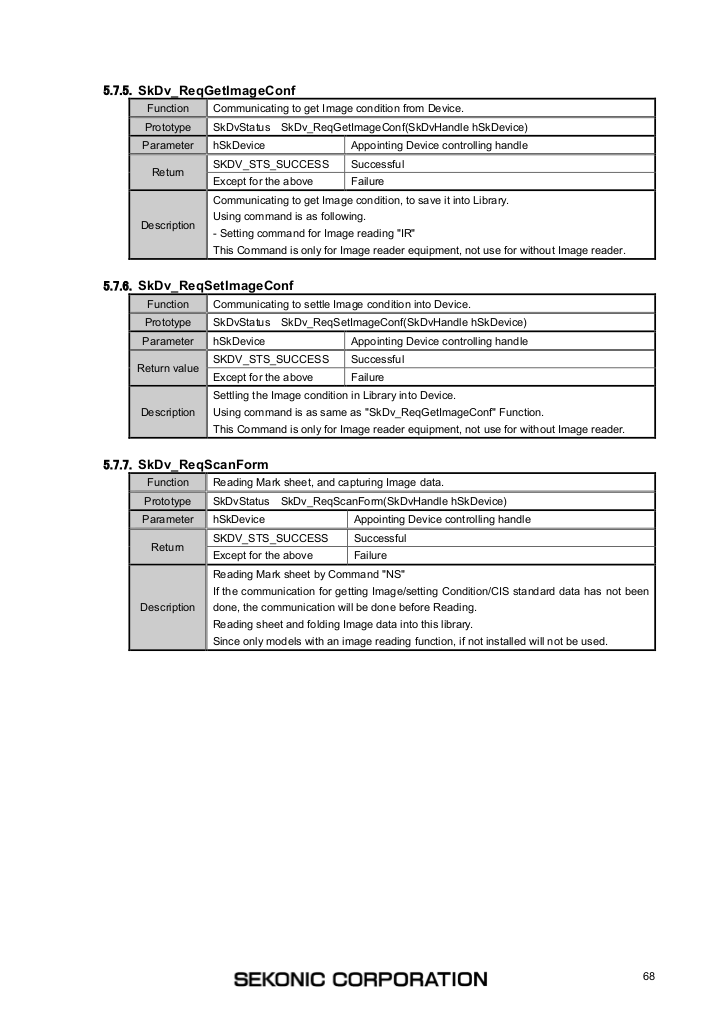 5.7.5. SkDv_ReqGetImageConf
Function Communicating to get Image condition from Device.
Prototype SkDvStatus SkDv_ReqGetImageConf(SkDvHandle hSkDevice)
Parameter hSkDevice Appointing Device controlling handle
Return SKDV_STS_SUCCESS Successful
Except for the above Failure
Description Communicating to get Image condition, to save it into Library.
Using command is as following.
- Setting command for Image reading "IR"
This Command is only for Image reader equipment, not use for without Image reader.
5.7.6. SkDv_ReqSetImageConf
Function Communicating to settle Image condition into Device.
Prototype SkDvStatus SkDv_ReqSetImageConf(SkDvHandle hSkDevice)
Parameter hSkDevice Appointing Device controlling handle
Return value SKDV_STS_SUCCESS Successful
Except for the above Failure
Description Settling the Image condition in Library into Device.
Using command is as same as "SkDv_ReqGetImageConf" Function.
This Command is only for Image reader equipment, not use for without Image reader.
5.7.7. SkDv_ReqScanForm
Function Reading Mark sheet, and capturing Image data.
Prototype SkDvStatus SkDv_ReqScanForm(SkDvHandle hSkDevice)
Parameter hSkDevice Appointing Device controlling handle
Return SKDV_STS_SUCCESS Successful
Except for the above Failure
Description Reading Mark sheet by Command "NS"
If the communication for getting Image/setting Condition/CIS standard data has not been
done, the communication will be done before Reading.
Reading sheet and folding Image data into this library.
Since only models with an image reading function, if not installed will not be used.
SEKONIC CORPORATION 68